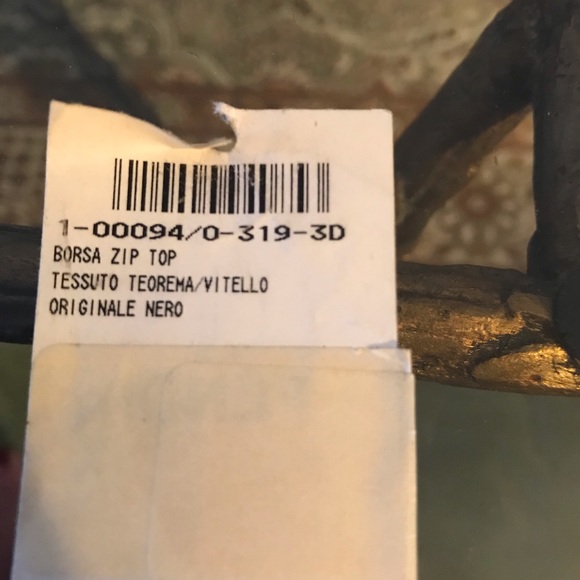 1-00094/0-319-3D
BORSA ZIP TOP
TESSUTO TEOREMA/VITELLO
ORIGINALE NERO